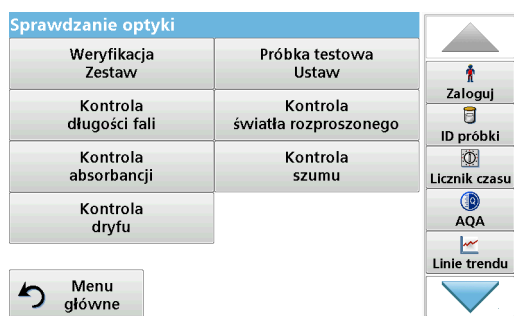 Sprawdzanie optyki
Weryfikacja
Zestaw
Próbka testowa
Ustaw
Kontrola
długości fali
Kontrola
światła rozproszonego
Kontrola
absorbancji
Kontrola
szumu
Kontrola
dryfu
Menu
główne
Zaloguj
ID próbki
Licznik czasu
AQA
Linie trendu